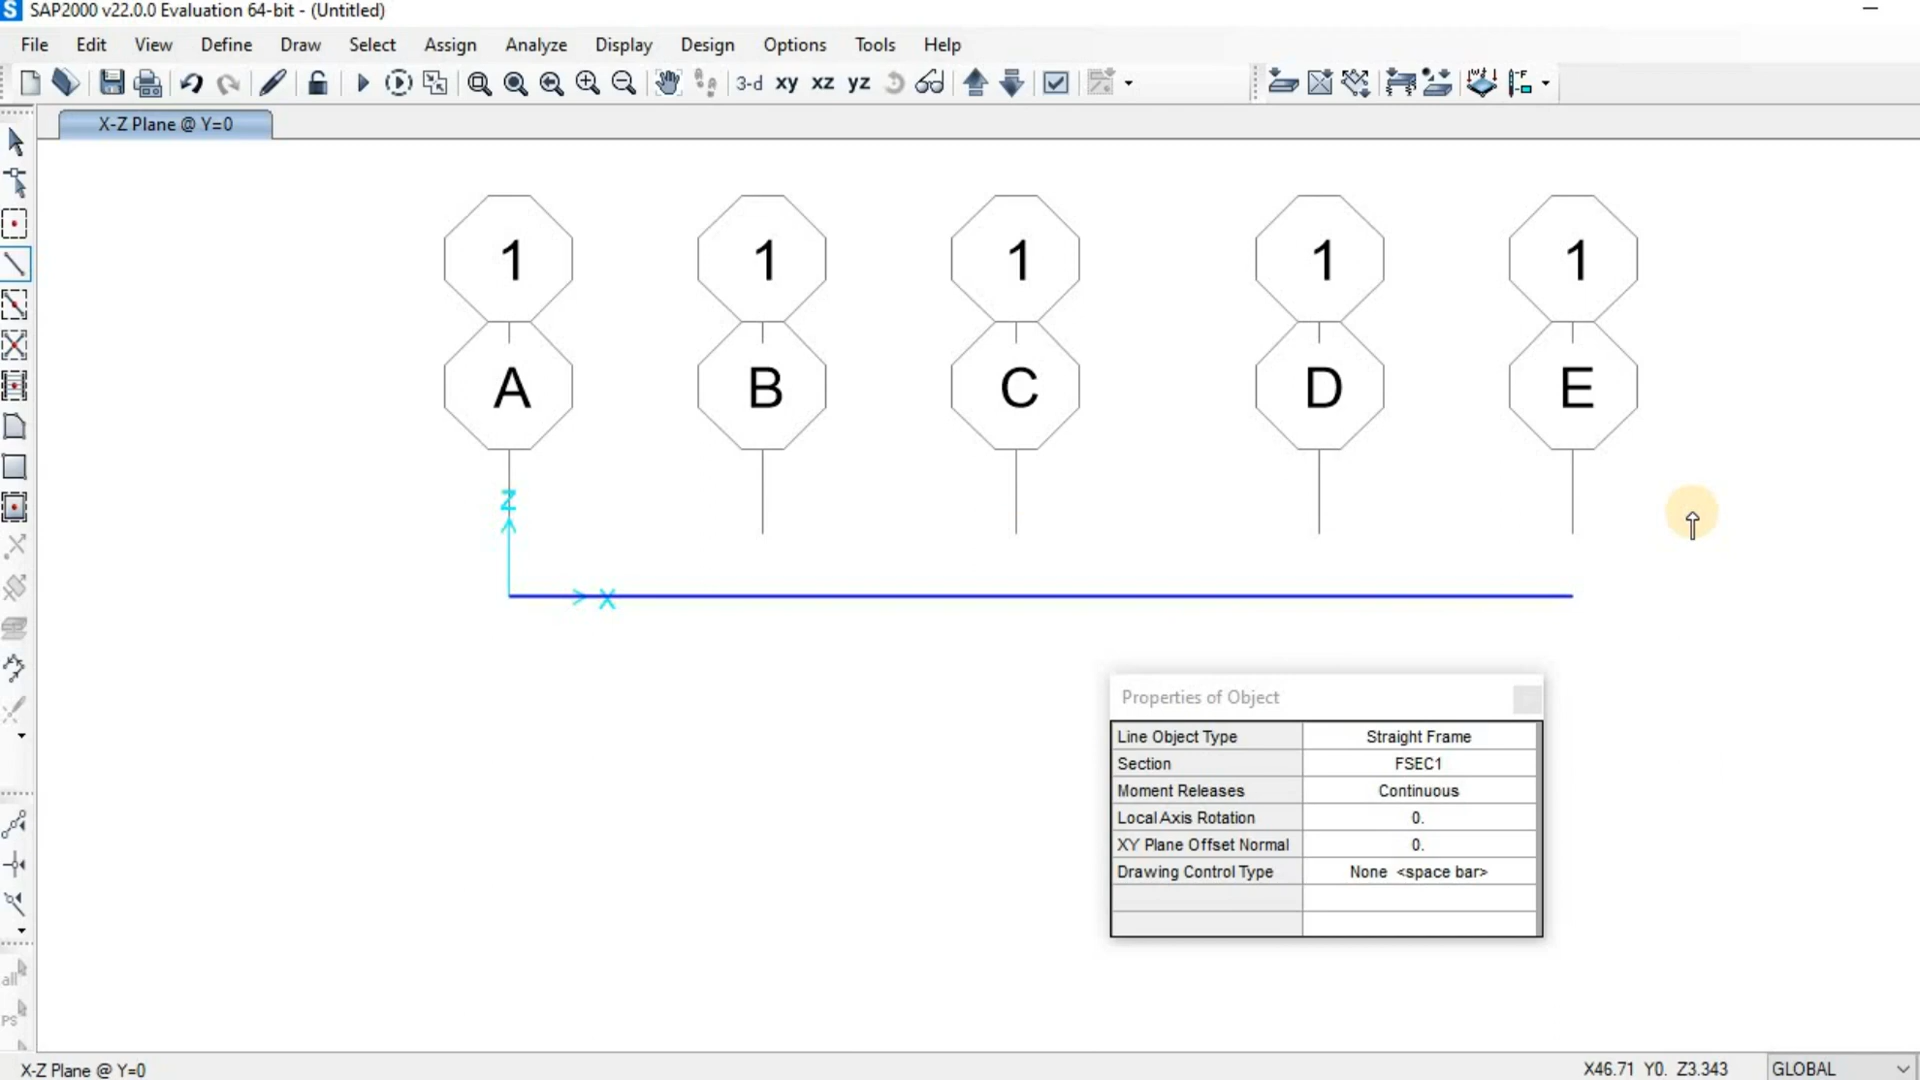 SAP2000 v22.0.0 Evaluation 64-bit - (Untitled)
File Edit View Define Draw Select Assign Analyze Display Design Options Tools Help
3-d xy xz yz
X-Z Plane @ Y=0
1 1 1 1 1
A B C D E
Z
X
Properties of Object
Line Object Type Straight Frame
Section FSEC1
Moment Releases Continuous
Local Axis Rotation 0.
XY Plane Offset Normal 0.
Drawing Control Type None <space bar>
all
PS
X-Z Plane @ Y=0 X46.71 Y0. Z3.343 GLOBAL